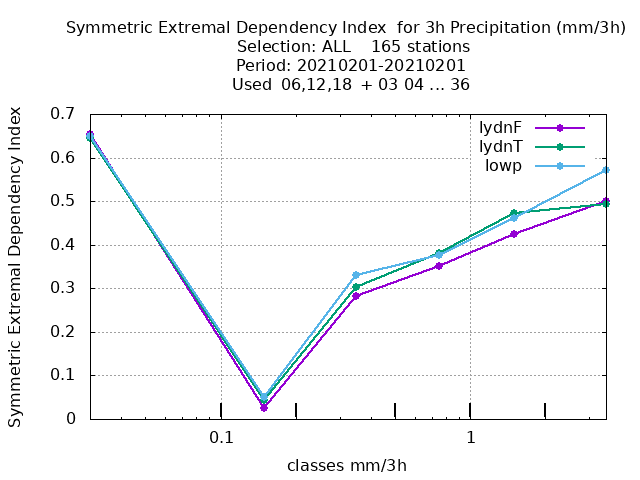 Symmetric Extremal Dependency Index  for 3h Precipitation (mm/3h)
Selection: ALL    165 stations
Period: 20210201-20210201
Used  06,12,18  + 03 04 ... 36
Symmetric Extremal Dependency Index
0.7
0.6
0.5
0.4
0.3
0.2
0.1
0
lydnF
lydnT
lowp
0.1
1
classes mm/3h